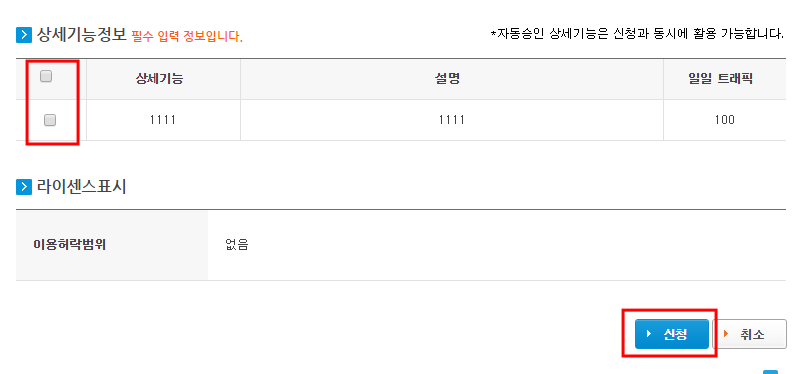 상세기능정보 필수 입력 정보입니다.
*자동승인 상세기능은 신청과 동시에 활용 가능합니다.
상세기능 설명 일일 트래픽
1111 1111 100
라이센스표시
이용허락범위 없음
신청 취소